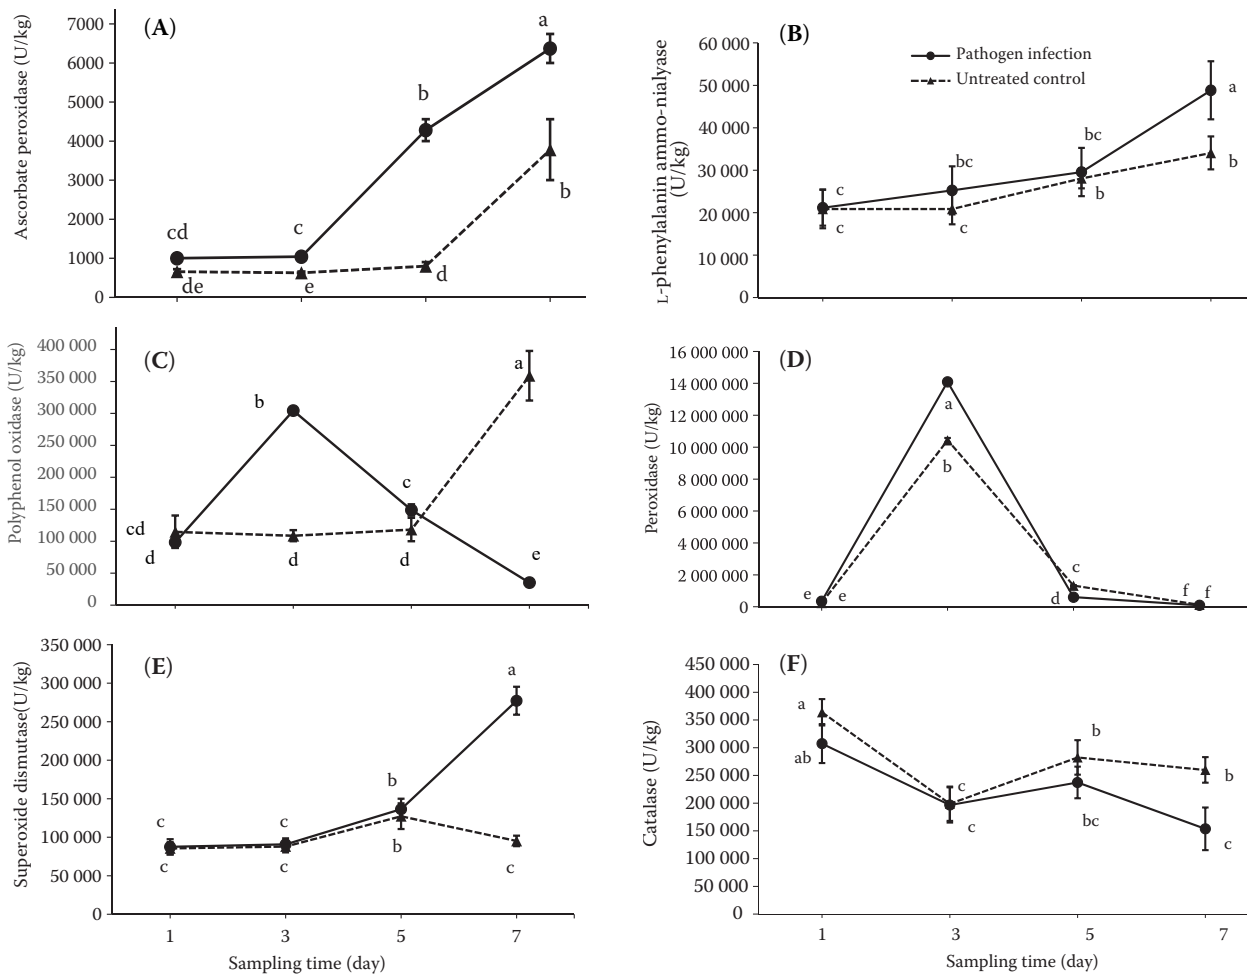 (A)
Ascorbate peroxidase (U/kg)
7000
6000
5000
4000
3000
2000
1000
0
cd
c
b
a
de
e
d
b
(B)
L-phenylalanin ammo-nialyase
(U/kg)
60 000
50 000
40 000
30 000
20 000
10 000
0
Pathogen infection
Untreated control
c
bc
bc
a
c
c
b
b
(C)
Polyphenol oxidase (U/kg)
400 000
350 000
300 000
250 000
200 000
150 000
100 000
50 000
0
cd
d
b
d
c
d
a
e
(D)
Peroxidase (U/kg)
16 000 000
14 000 000
12 000 000
10 000 000
8 000 000
6 000 000
4 000 000
2 000 000
0
e
e
a
b
c
d
f
f
(E)
Superoxide dismutase(U/kg)
350 000
300 000
250 000
200 000
150 000
100 000
50 000
0
c
c
b
a
c
c
b
c
1
3
5
7
Sampling time (day)
(F)
Catalase (U/kg)
450 000
400 000
350 000
300 000
250 000
200 000
150 000
100 000
50 000
0
a
ab
c
c
b
bc
b
c
1
3
5
7
Sampling time (day)